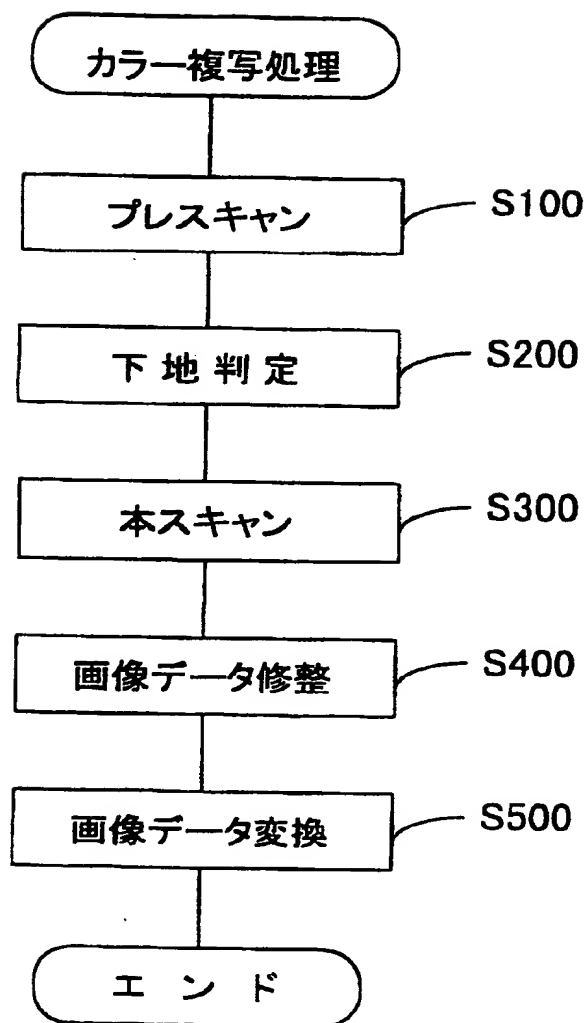 カラー複写処理
プレスキャン
S100
下地判定
S200
本スキャン
S300
画像データ修整
S400
画像データ変換
S500
エンド